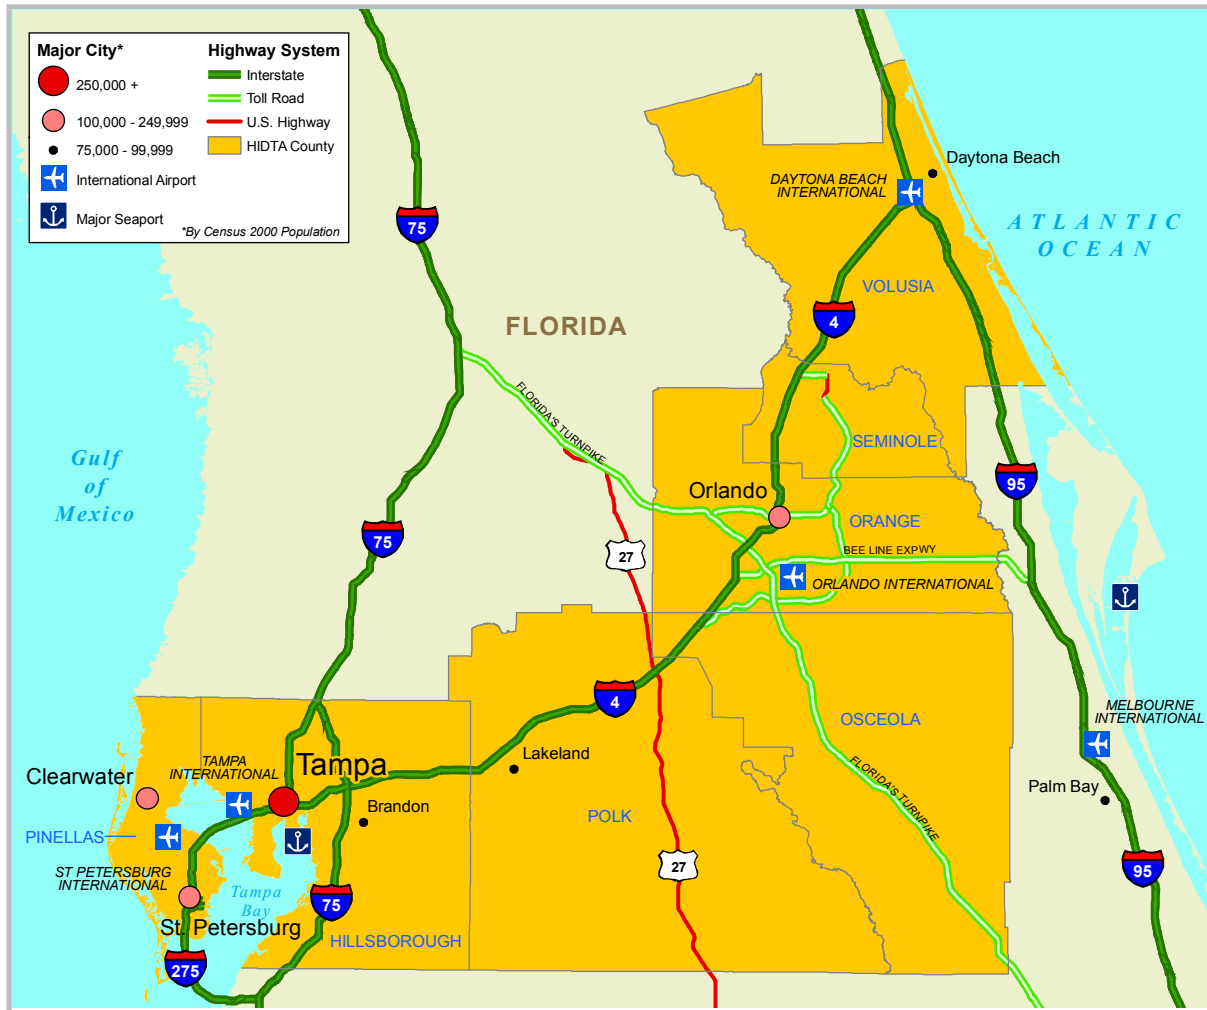 Major City*
250,000 +
100,000 - 249,999
75,000 - 99,999
International Airport
Major Seaport
Highway System
Interstate
Toll Road
U.S. Highway
HIDTA County
*By Census 2000 Population
75
Daytona Beach
DAYTONA BEACH
INTERNATIONAL
ATLANTIC
OCEAN
VOLUSIA
4
FLORIDA
FLORIDA'S TURNPIKE
SEMINOLE
Gulf
of
Mexico
95
Orlando
ORANGE
75
27
BEE LINE EXPWY
ORLANDO INTERNATIONAL
4
OSCEOLA
MELBOURNE
INTERNATIONAL
TAMPA
INTERNATIONAL
Tampa
Lakeland
Clearwater
FLORIDA'S TURNPIKE
Palm Bay
Brandon
POLK
PINELLAS
27
95
ST PETERSBURG
INTERNATIONAL
Tampa
Bay
75
St. Petersburg
HILLSBOROUGH
275